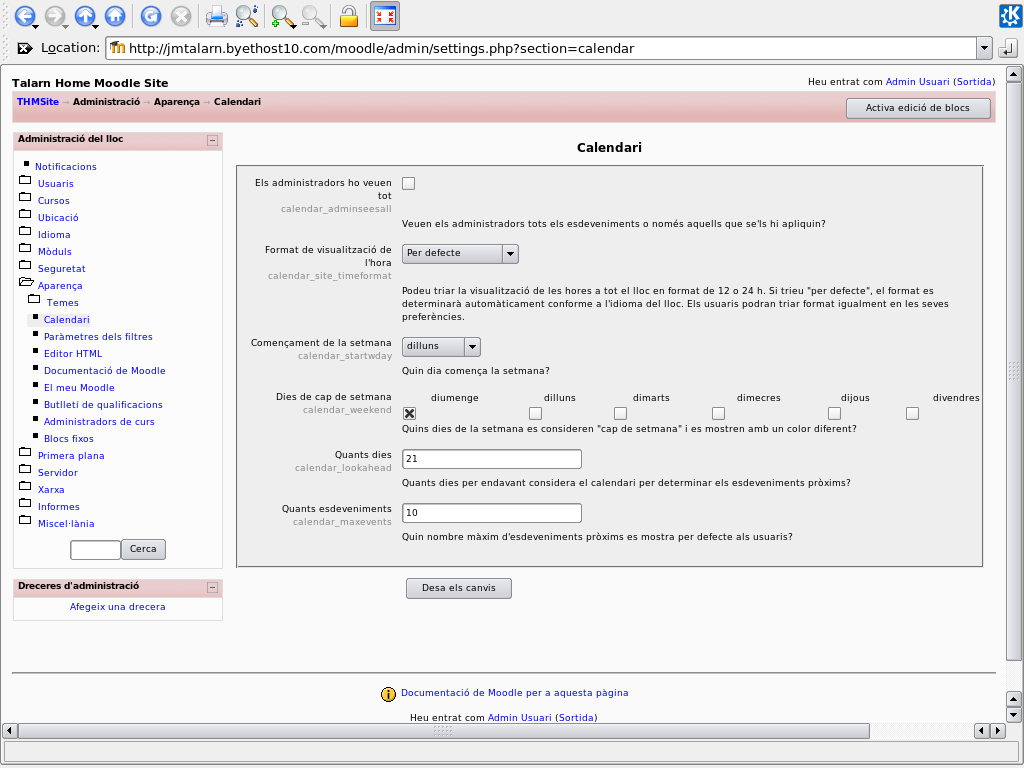 Location: http://jmtalarn.byethost10.com/moodle/admin/settings.php?section=calendar
Talarn Home Moodle Site
Heu entrat com Admin Usuari (Sortida)
THMSite → Administració → Aparença → Calendari
Activa edició de blocs
Administració del lloc
Notificacions
Usuaris
Cursos
Ubicació
Idioma
Mòduls
Seguretat
Aparença
Temes
Calendari
Paràmetres dels filtres
Editor HTML
Documentació de Moodle
El meu Moodle
Butlletí de qualificacions
Administradors de curs
Blocs fixos
Primera plana
Servidor
Xarxa
Informes
Miscel·lània
Cerca
Dreceres d'administració
Afegeix una drecera
Calendari
Els administradors ho veuen
tot
calendar_adminseesall
Veuen els administradors tots els esdeveniments o només aquells que se'ls hi apliquin?
Format de visualització de
l'hora
calendar_site_timeformat
Per defecte
Podeu triar la visualització de les hores a tot el lloc en format de 12 o 24 h. Si trieu "per defecte", el format es
determinarà automàticament conforme a l'idioma del lloc. Els usuaris podran triar format igualment en les seves
preferències.
Començament de la setmana
calendar_startwday
dilluns
Quin dia comença la setmana?
Dies de cap de setmana
calendar_weekend
diumenge dilluns dimarts dimecres dijous divendres
Quins dies de la setmana es consideren "cap de setmana" i es mostren amb un color diferent?
Quants dies
calendar_lookahead
21
Quants dies per endavant considera el calendari per determinar els esdeveniments pròxims?
Quants esdeveniments
calendar_maxevents
10
Quin nombre màxim d'esdeveniments pròxims es mostra per defecte als usuaris?
Desa els canvis
Documentació de Moodle per a aquesta pàgina
Heu entrat com Admin Usuari (Sortida)